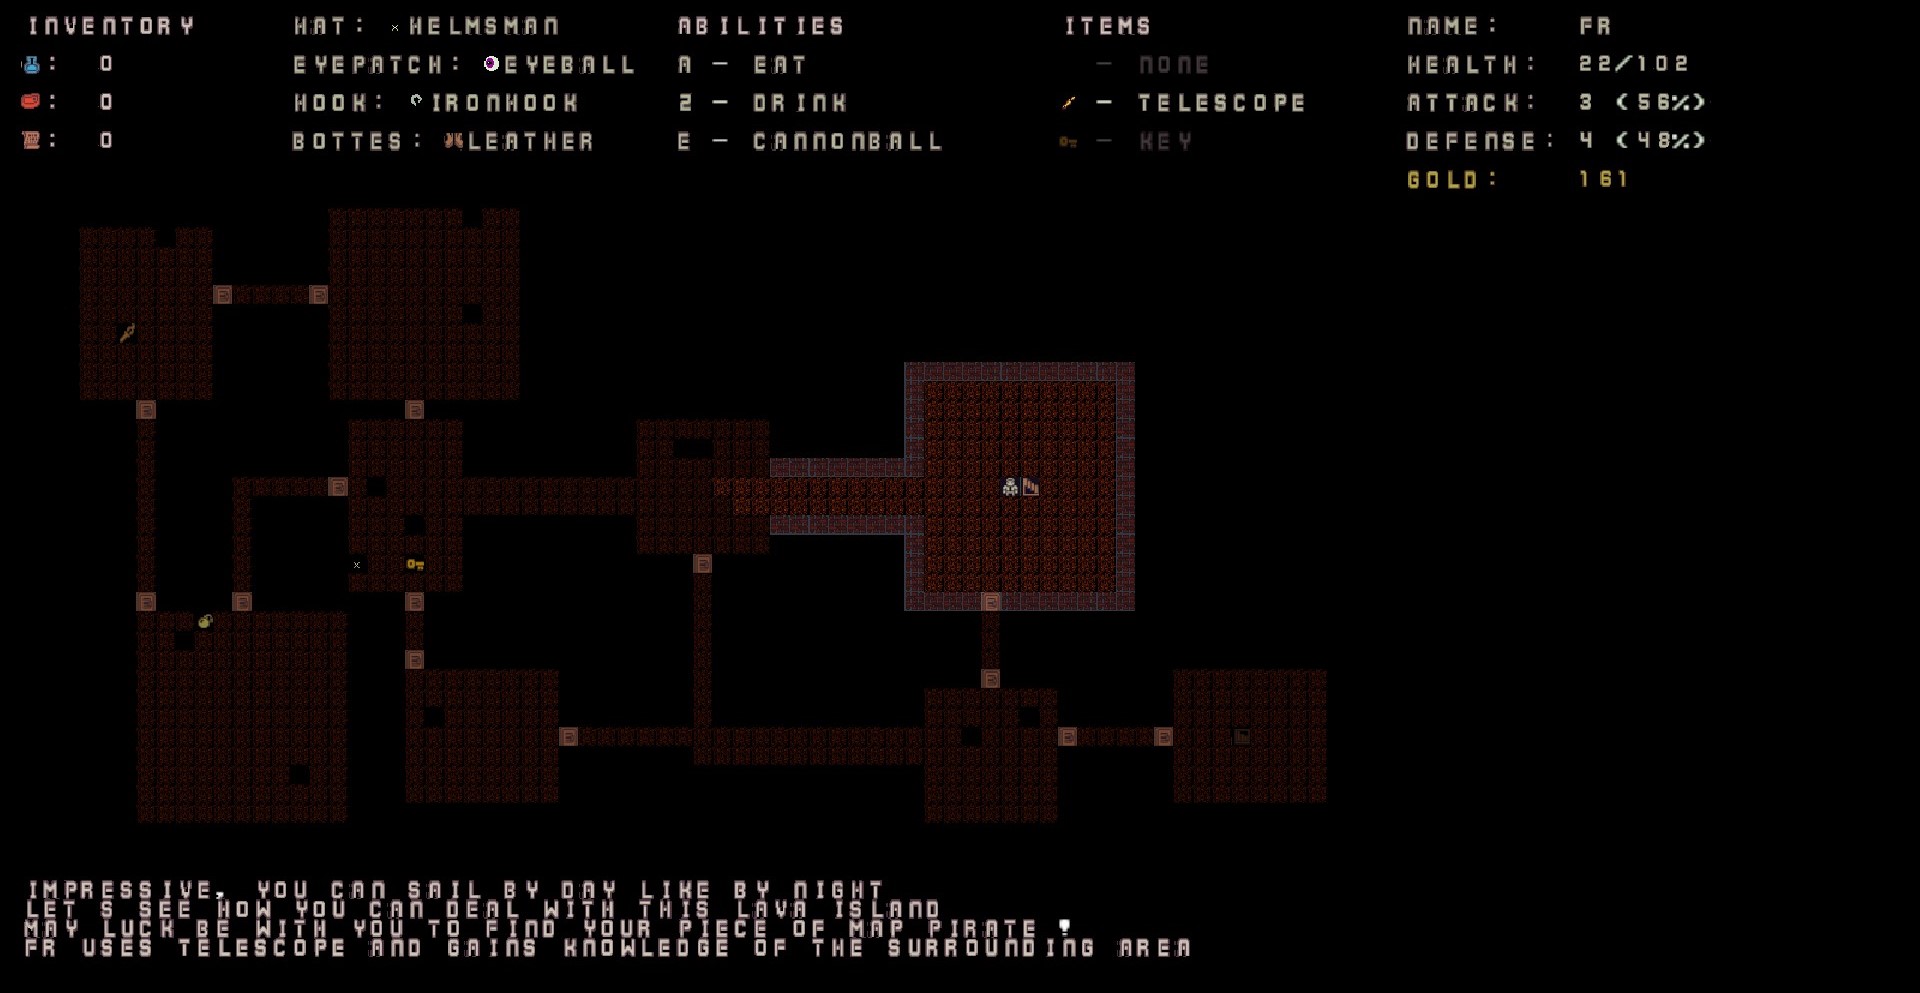 INVENTORY
: 0
: 0
: 0
HAT: HELMSMAN
EYEPATCH: EYEBALL
HOOK: IRONHOOK
BOTTES: LEATHER
ABILITIES
A - EAT
2 - DRINK
E - CANNONBALL
ITEMS
- NONE
- TELESCOPE
- KEY
NAME: FR
HEALTH: 22/102
ATTACK: 3 (56%)
DEFENSE: 4 (48%)
GOLD: 161
IMPRESSIVE, YOU CAN SAIL BY DAY LIKE BY NIGHT
LET S SEE HOW YOU CAN DEAL WITH THIS LAVA ISLAND
MAY LUCK BE WITH YOU TO FIND YOUR PIECE OF MAP PIRATE !
FR USES TELESCOPE AND GAINS KNOWLEDGE OF THE SURROUNDING AREA